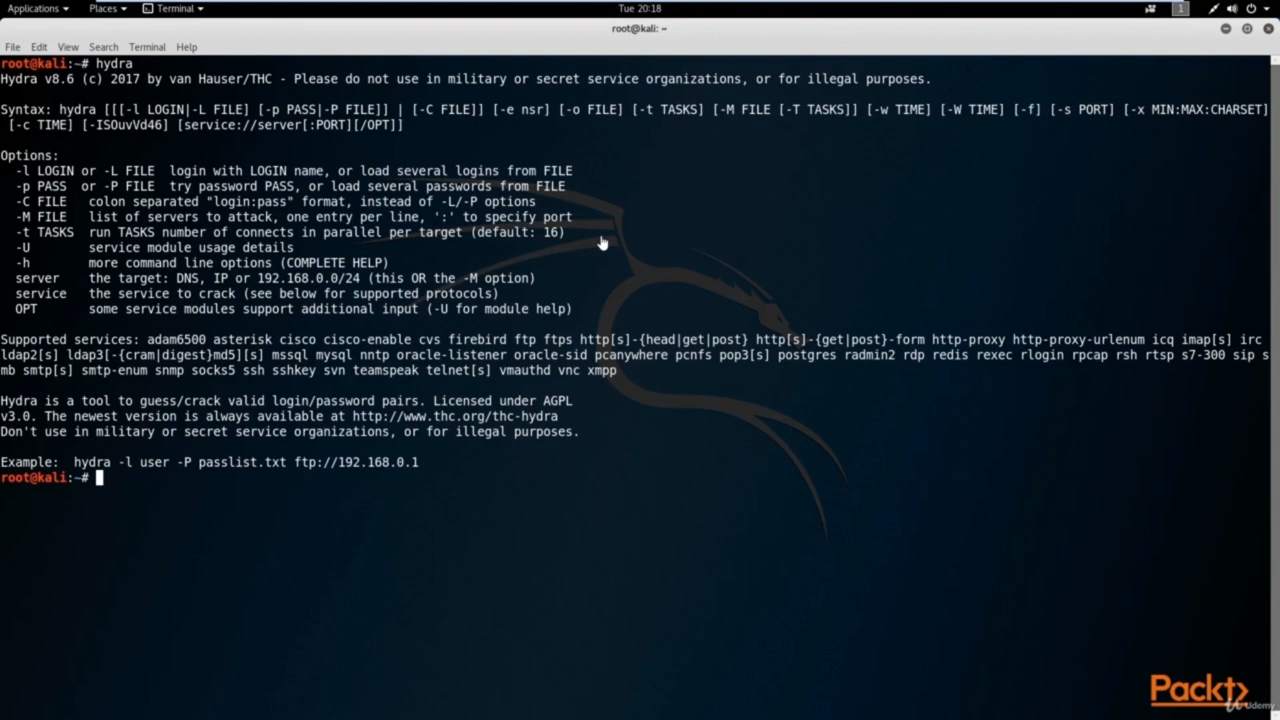 Applications Places Terminal Tue 20:18 1
root@kali: ~
File Edit View Search Terminal Help
root@kali:~# hydra
Hydra v8.6 (c) 2017 by van Hauser/THC - Please do not use in military or secret service organizations, or for illegal purposes.
Syntax: hydra [[[-l LOGIN|-L FILE] [-p PASS|-P FILE]] | [-C FILE]] [-e nsr] [-o FILE] [-t TASKS] [-M FILE [-T TASKS]] [-w TIME] [-W TIME] [-f] [-s PORT] [-x MIN:MAX:CHARSET]
[-c TIME] [-ISOuvVd46] [service://server[:PORT][/OPT]]
Options:
-l LOGIN or -L FILE login with LOGIN name, or load several logins from FILE
-p PASS or -P FILE try password PASS, or load several passwords from FILE
-C FILE colon separated "login:pass" format, instead of -L/-P options
-M FILE list of servers to attack, one entry per line, ':' to specify port
-t TASKS run TASKS number of connects in parallel per target (default: 16)
-U service module usage details
-h more command line options (COMPLETE HELP)
server the target: DNS, IP or 192.168.0.0/24 (this OR the -M option)
service the service to crack (see below for supported protocols)
OPT some service modules support additional input (-U for module help)
Supported services: adam6500 asterisk cisco cisco-enable cvs firebird ftp ftps http[s]-{head|get|post} http[s]-{get|post}-form http-proxy http-proxy-urlenum icq imap[s] irc
ldap2[s] ldap3[-{cram|digest}md5][s] mssql mysql nntp oracle-listener oracle-sid pcanywhere pcnfs pop3[s] postgres radmin2 rdp redis rexec rlogin rpcap rsh rtsp s7-300 sip s
mb smtp[s] smtp-enum snmp socks5 ssh sshkey svn teamspeak telnet[s] vmauthd vnc xmpp
Hydra is a tool to guess/crack valid login/password pairs. Licensed under AGPL
v3.0. The newest version is always available at http://www.thc.org/thc-hydra
Don't use in military or secret service organizations, or for illegal purposes.
Example: hydra -l user -P passlist.txt ftp://192.168.0.1
root@kali:~#
Packt
Udemy